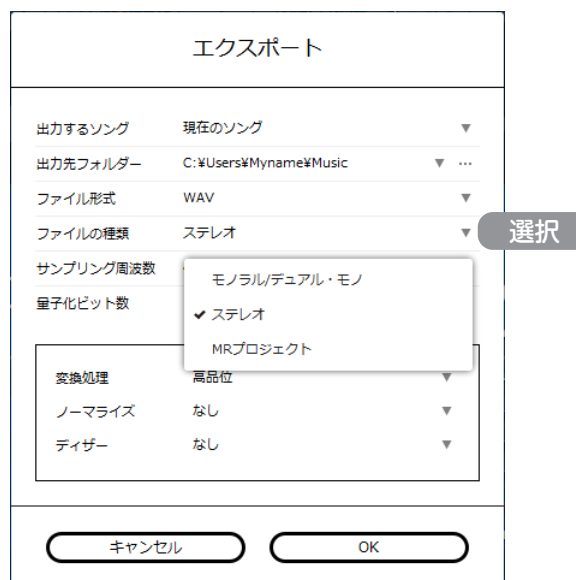 エクスポート
出力するソング 現在のソング ▼
出力先フォルダー C:¥Users¥Myname¥Music ▼ …
ファイル形式 WAV ▼
ファイルの種類 ステレオ ▼ 選択
サンプリング周波数
モノラル/デュアル・モノ
量子化ビット数
✔ ステレオ
MRプロジェクト
変換処理 高品位 ▼
ノーマライズ なし ▼
ディザー なし ▼
キャンセル OK